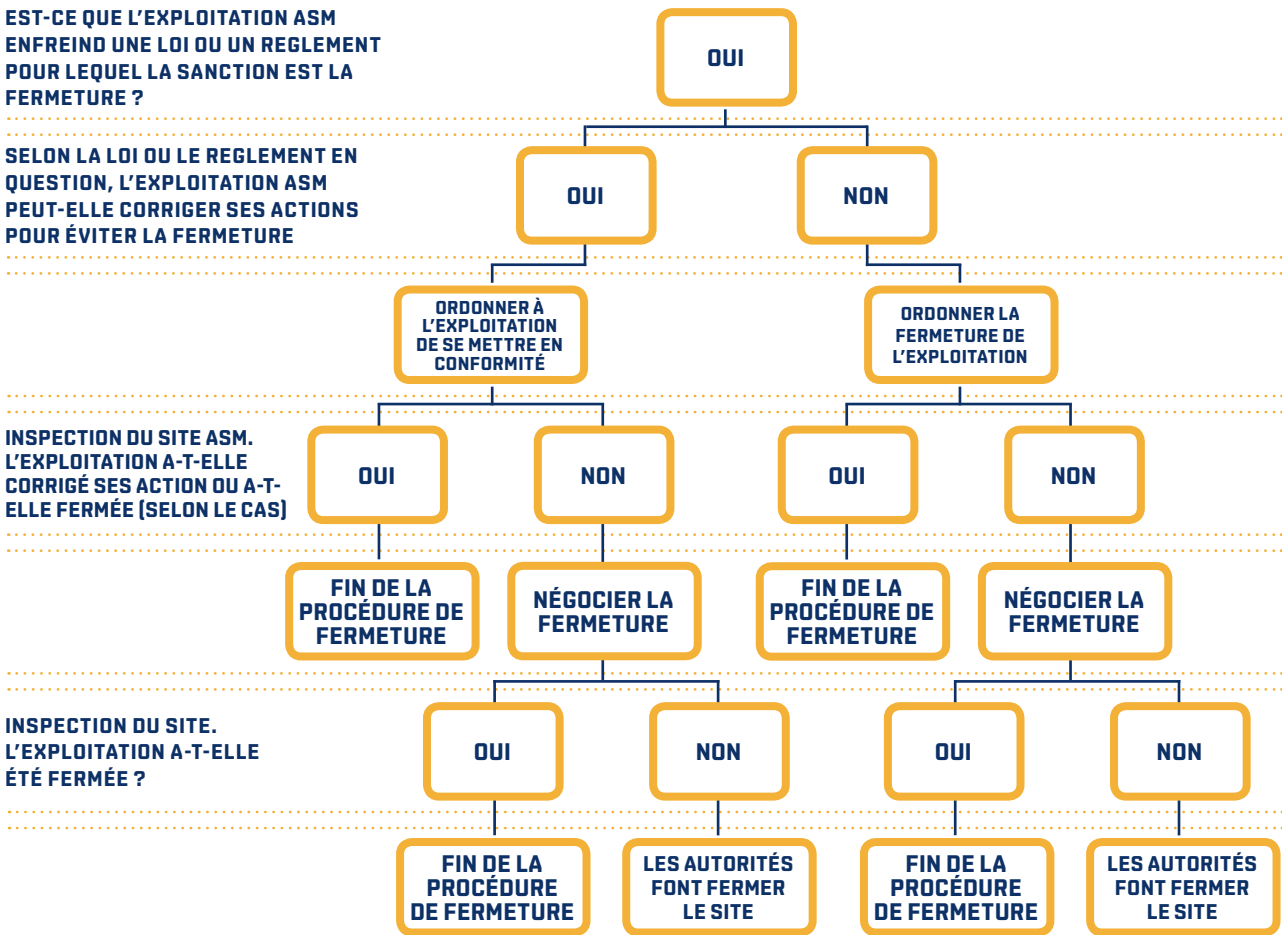 EST-CE QUE L'EXPLOITATION ASM
ENFREIND UNE LOI OU UN REGLEMENT
POUR LEQUEL LA SANCTION EST LA
FERMETURE ?
OUI
SELON LA LOI OU LE REGLEMENT EN
QUESTION, L'EXPLOITATION ASM
PEUT-ELLE CORRIGER SES ACTIONS
POUR ÉVITER LA FERMETURE
OUI
NON
ORDONNER À
L'EXPLOITATION
DE SE METTRE EN
CONFORMITÉ
ORDONNER LA
FERMETURE DE
L'EXPLOITATION
INSPECTION DU SITE ASM.
L'EXPLOITATION A-T-ELLE
CORRIGÉ SES ACTION OU A-T-
ELLE FERMÉE (SELON LE CAS)
OUI
NON
OUI
NON
FIN DE LA
PROCÉDURE DE
FERMETURE
NÉGOCIER LA
FERMETURE
FIN DE LA
PROCÉDURE DE
FERMETURE
NÉGOCIER LA
FERMETURE
INSPECTION DU SITE.
L'EXPLOITATION A-T-ELLE
ÉTÉ FERMÉE ?
OUI
NON
OUI
NON
FIN DE LA
PROCÉDURE
DE FERMETURE
LES AUTORITÉS
FONT FERMER
LE SITE
FIN DE LA
PROCÉDURE
DE FERMETURE
LES AUTORITÉS
FONT FERMER
LE SITE